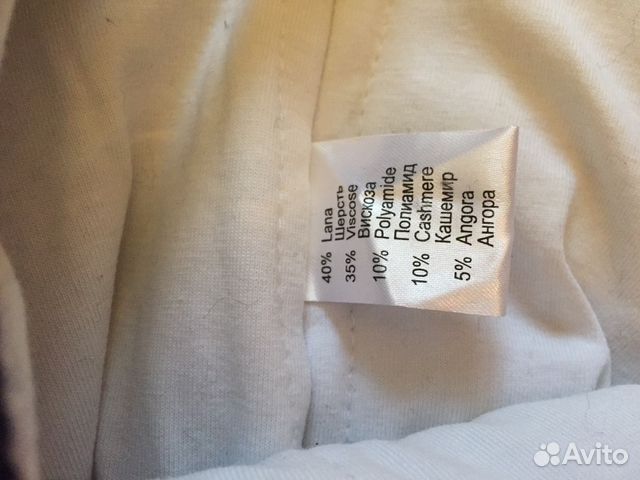 40% Lana
Шерсть
35% Viscose
Вискоза
10% Polyamide
Полиамид
10% Cashmere
Кашемир
5% Angora
Ангора
Avito